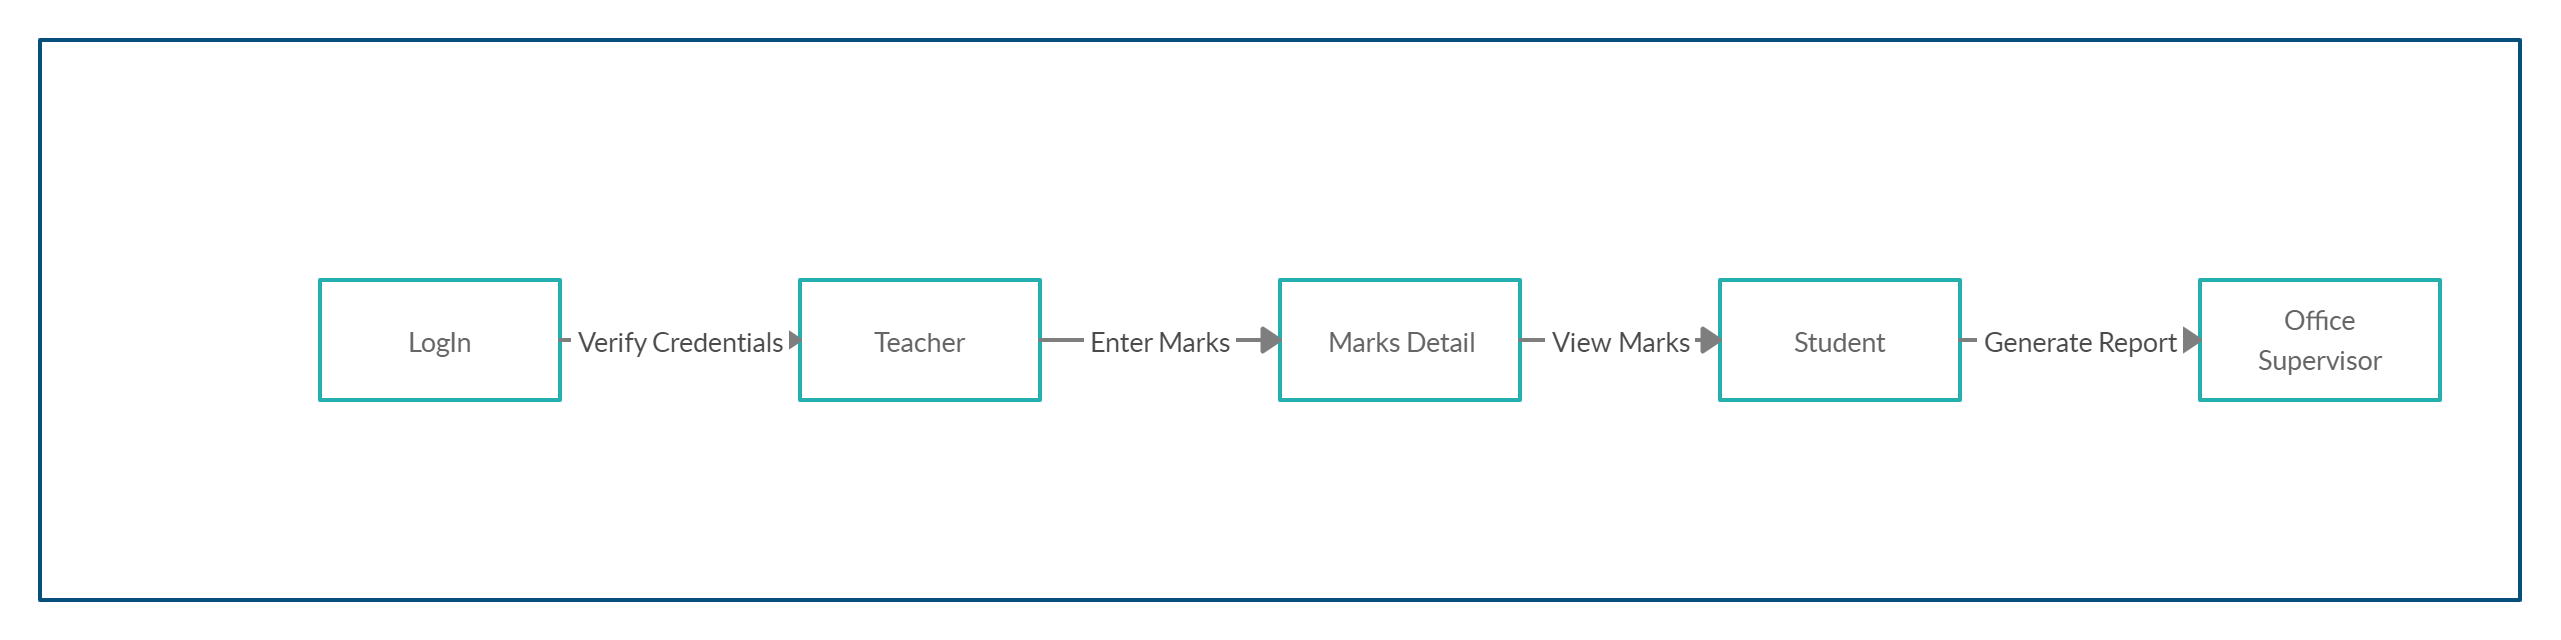 LogIn
Verify Credentials
Teacher
Enter Marks
Marks Detail
View Marks
Student
Generate Report
Office
Supervisor